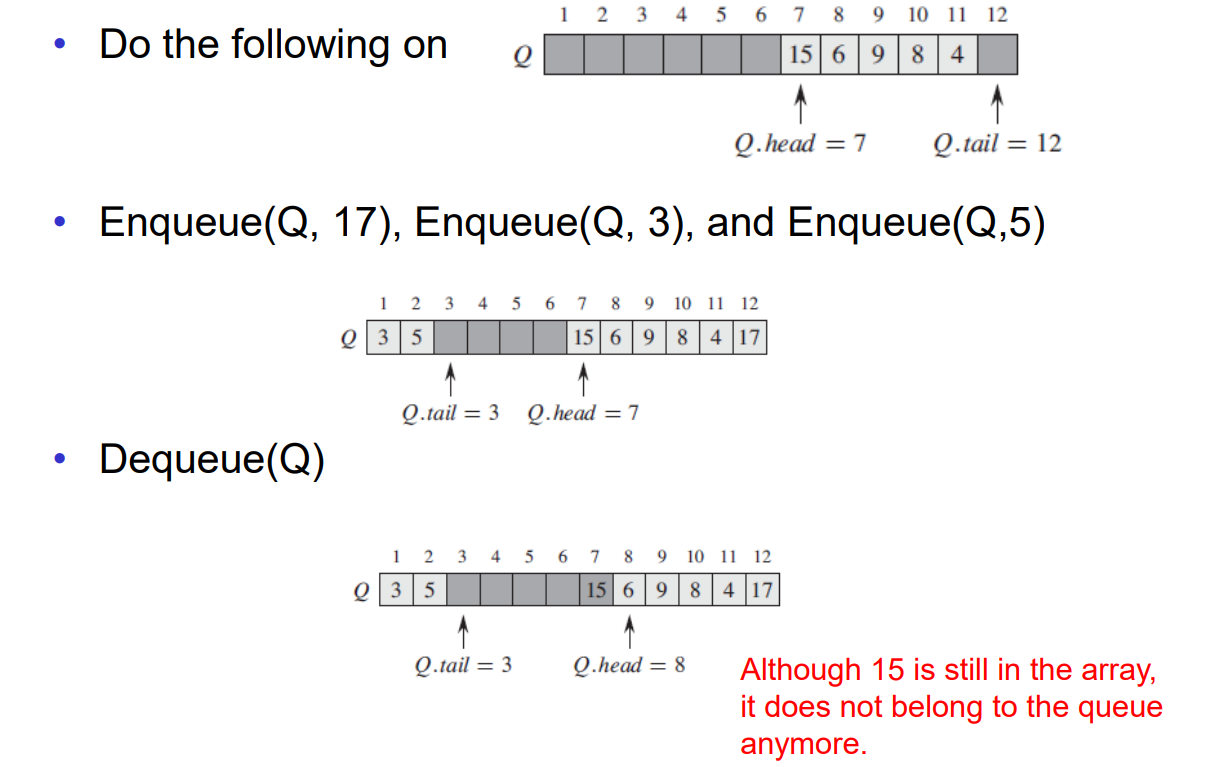 1 2 3 4 5 6 7 8 9 10 11 12
• Do the following on
Q 15 6 9 8 4
Q.head = 7 Q.tail = 12
• Enqueue(Q, 17), Enqueue(Q, 3), and Enqueue(Q,5)
1 2 3 4 5 6 7 8 9 10 11 12
Q 3 5 15 6 9 8 4 17
Q.tail = 3 Q.head = 7
• Dequeue(Q)
1 2 3 4 5 6 7 8 9 10 11 12
Q 3 5 15 6 9 8 4 17
Q.tail = 3 Q.head = 8
Although 15 is still in the array,
it does not belong to the queue
anymore.